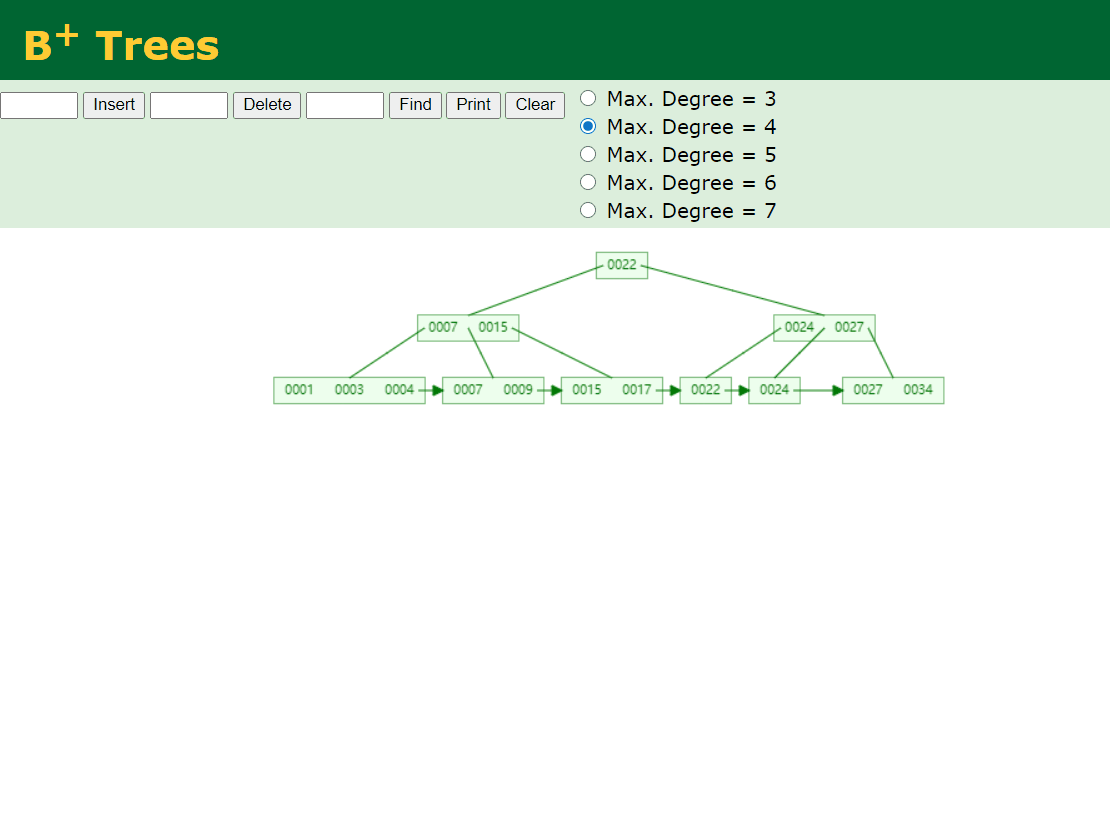 B+ Trees
Insert Delete Find Print Clear
Max. Degree = 3
Max. Degree = 4
Max. Degree = 5
Max. Degree = 6
Max. Degree = 7
0022
0007 0015 0024 0027
0001 0003 0004 0007 0009 0015 0017 0022 0024 0027 0034